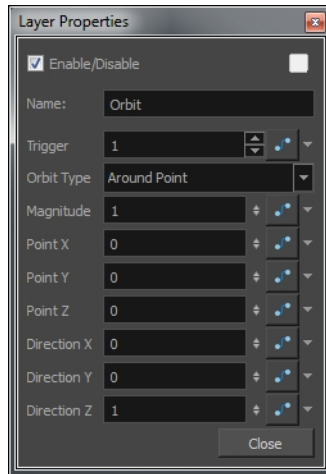 Layer Properties
Enable/Disable
Name: Orbit
Trigger 1
Orbit Type Around Point
Magnitude 1
Point X 0
Point Y 0
Point Z 0
Direction X 0
Direction Y 0
Direction Z 1
Close